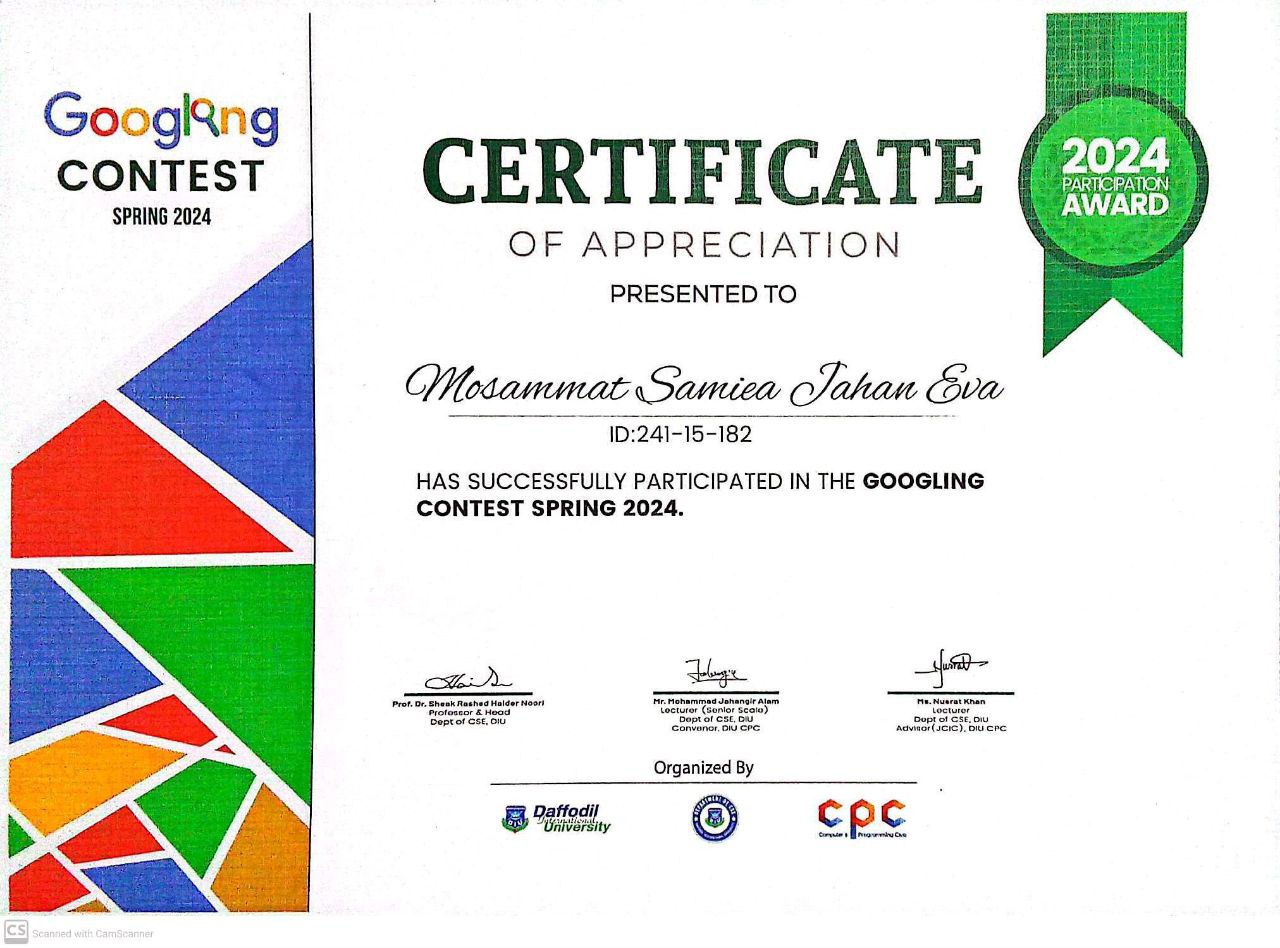 Googling
CONTEST
SPRING 2024
CERTIFICATE
OF APPRECIATION
PRESENTED TO
2024
PARTICIPATION
AWARD
Mosammat Samiea Jahan Eva
ID:241-15-182
HAS SUCCESSFULLY PARTICIPATED IN THE GOOGLING
CONTEST SPRING 2024.
Prof. Dr. Sheak Rashed Haider Noori
Professor & Head
Dept of CSE, DIU
Mr. Mohammad Jahangir Alam
Lecturer (Senior Scale)
Dept of CSE, DIU
Convenor, DIU CPC
Nusrat
Ms. Nusrat Khan
Lecturer
Dept of CSE, DIU
Advisor(JCIC), DIU CPC
Organized By
Daffodil
International
University
cpc
Computer & Programming Club
CS Scanned with CamScanner